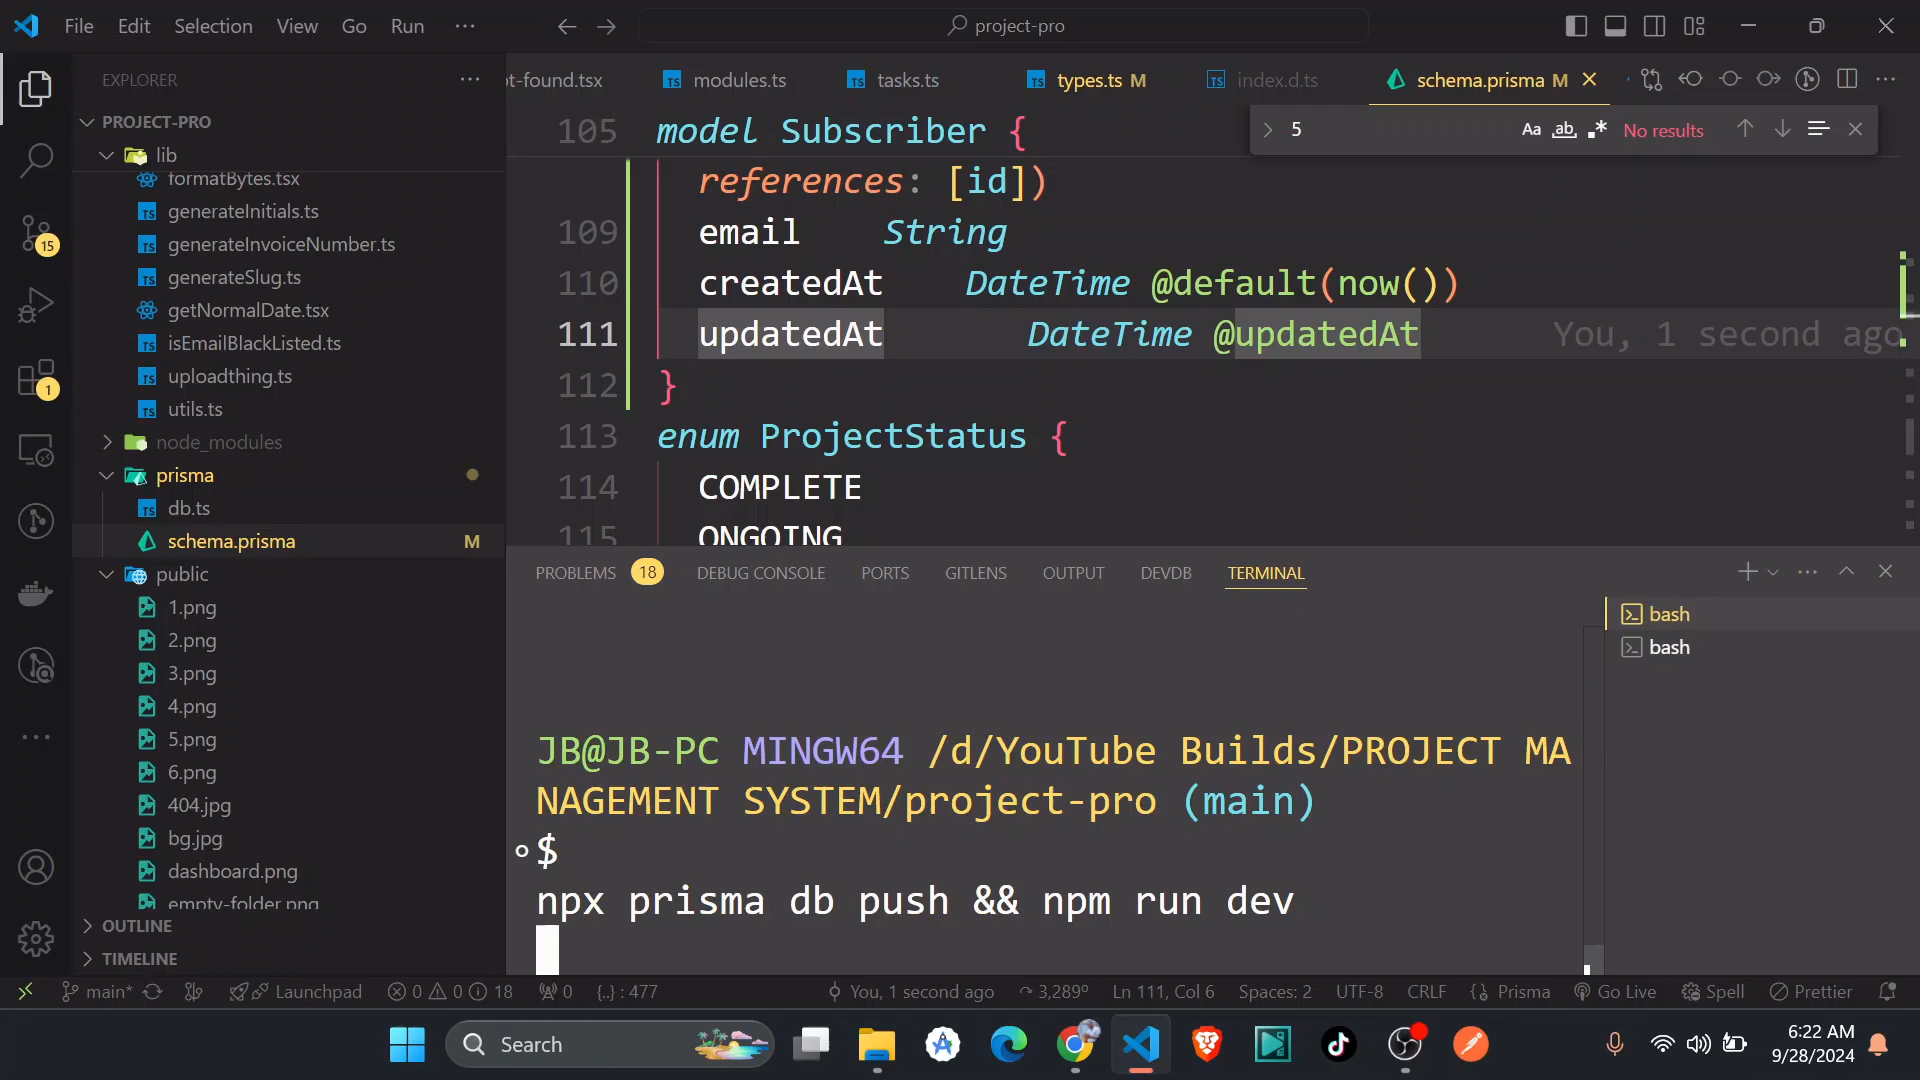 File Edit Selection View Go Run ···
project-pro
EXPLORER
PROJECT-PRO
lib
formatBytes.tsx
generateInitials.ts
generateInvoiceNumber.ts
generateSlug.ts
getNormalDate.tsx
isEmailBlackListed.ts
uploadthing.ts
utils.ts
node_modules
prisma
db.ts
schema.prisma M
public
1.png
2.png
3.png
4.png
5.png
6.png
404.jpg
bg.jpg
dashboard.png
empty-folder.png
OUTLINE
TIMELINE
15
1
ot-found.tsx modules.ts tasks.ts types.ts M index.d.ts schema.prisma M
5 Aa ab No results
105 model Subscriber {
references: [id])
109 email String
110 createdAt DateTime @default(now())
111 updatedAt DateTime @updatedAt You, 1 second ago
112 }
113 enum ProjectStatus {
114 COMPLETE
115 ONGOING
PROBLEMS 18 DEBUG CONSOLE PORTS GITLENS OUTPUT DEVDB TERMINAL
bash
bash
JB@JB-PC MINGW64 /d/YouTube Builds/PROJECT MA
NAGEMENT SYSTEM/project-pro (main)
$
npx prisma db push && npm run dev
main* Launchpad 0 0 18 0 {..} : 477 You, 1 second ago 3,289° Ln 111, Col 6 Spaces: 2 UTF-8 CRLF Prisma Go Live Spell Prettier
Search
6:22 AM
9/28/2024